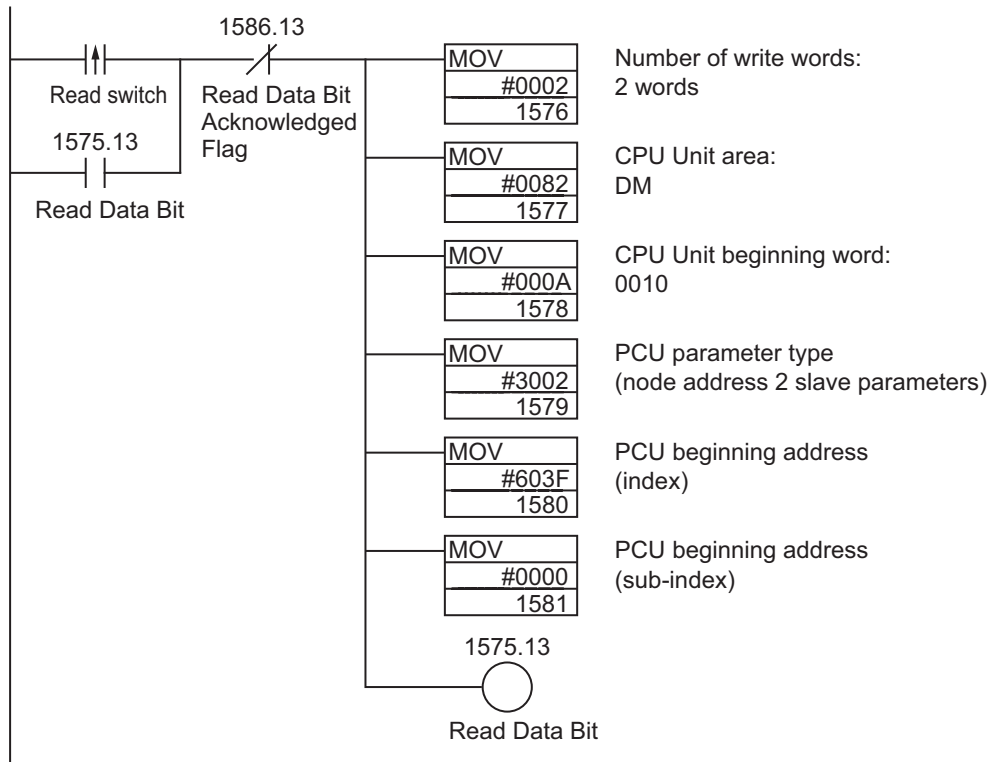 1586.13
Read switch
Read Data Bit
Acknowledged
Flag
1575.13
Read Data Bit
MOV
#0002
1576
Number of write words:
2 words
MOV
#0082
1577
CPU Unit area:
DM
MOV
#000A
1578
CPU Unit beginning word:
0010
MOV
#3002
1579
PCU parameter type
(node address 2 slave parameters)
MOV
#603F
1580
PCU beginning address
(index)
MOV
#0000
1581
PCU beginning address
(sub-index)
1575.13
Read Data Bit